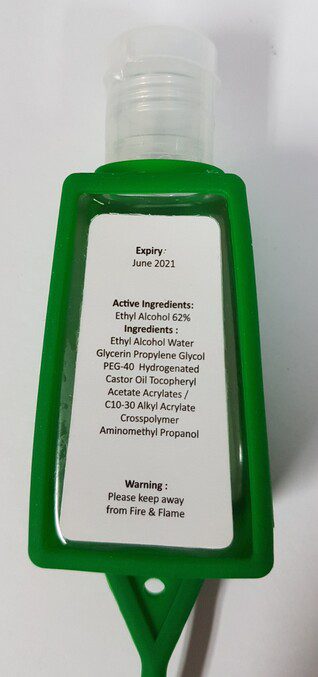 Expiry:
June 2021
Active Ingredients:
Ethyl Alcohol 62%
Ingredients :
Ethyl Alcohol Water
Glycerin Propylene Glycol
PEG-40 Hydrogenated
Castor Oil Tocopheryl
Acetate Acrylates /
C10-30 Alkyl Acrylate
Crosspolymer
Aminomethyl Propanol
Warning :
Please keep away
from Fire & Flame